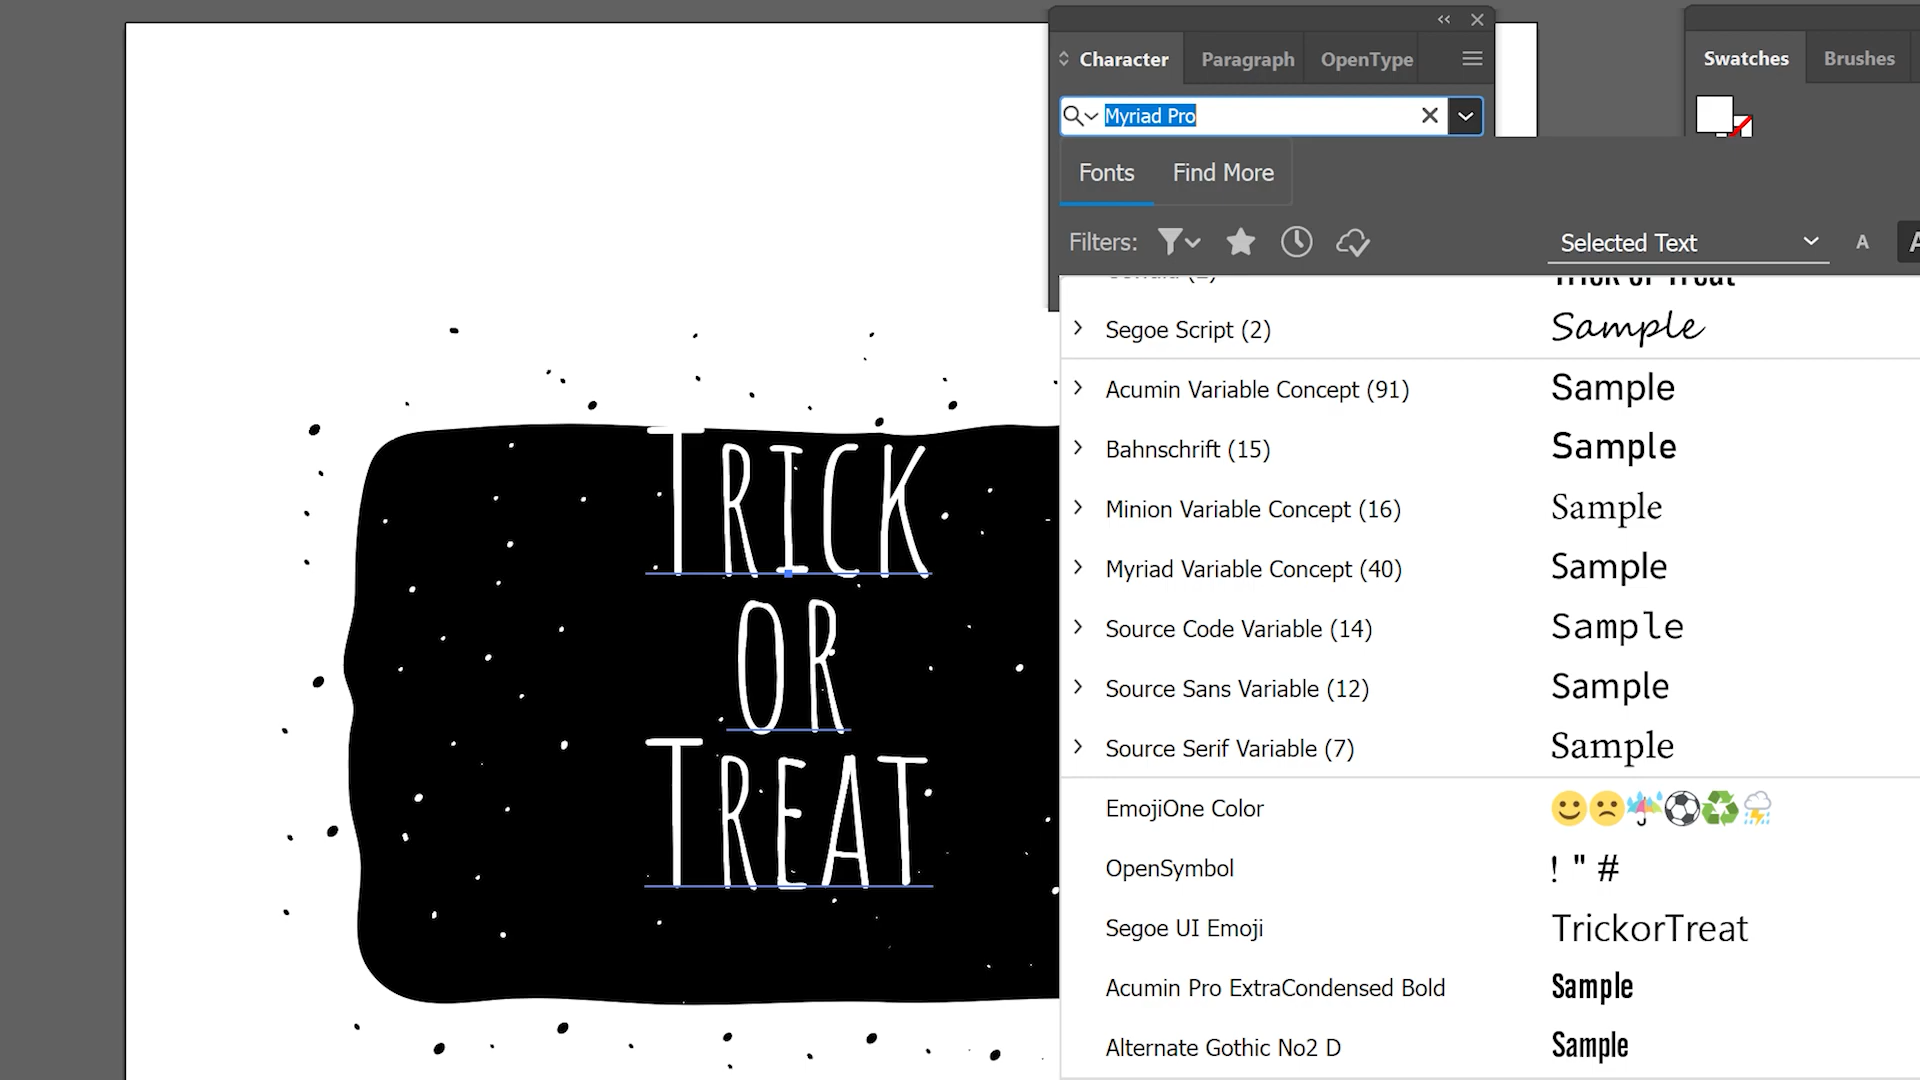 Character
Paragraph
OpenType
Swatches
Brushes
Myriad Pro
Fonts
Find More
Filters:
Selected Text
A
A
Trick or Treat
Segoe Script (2)
Sample
Acumin Variable Concept (91)
Sample
Bahnschrift (15)
Sample
Minion Variable Concept (16)
Sample
Myriad Variable Concept (40)
Sample
Source Code Variable (14)
Sample
Source Sans Variable (12)
Sample
Source Serif Variable (7)
Sample
EmojiOne Color
OpenSymbol
! " #
Segoe UI Emoji
TrickorTreat
Acumin Pro ExtraCondensed Bold
Sample
Alternate Gothic No2 D
Sample
TRICK
OR
TREAT